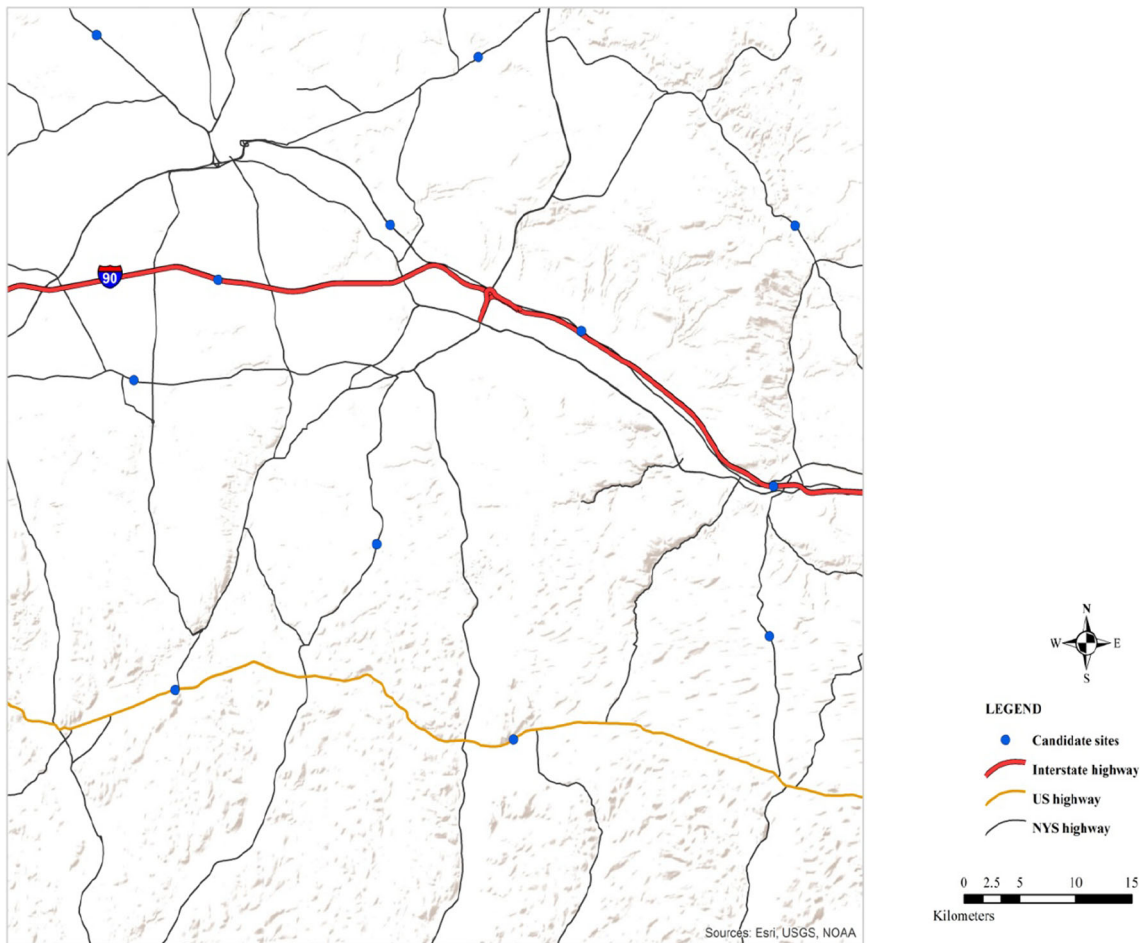 90
Sources: Esri, USGS, NOAA
N
W E
S
LEGEND
Candidate sites
Interstate highway
US highway
NYS highway
0 2.5 5 10 15
Kilometers